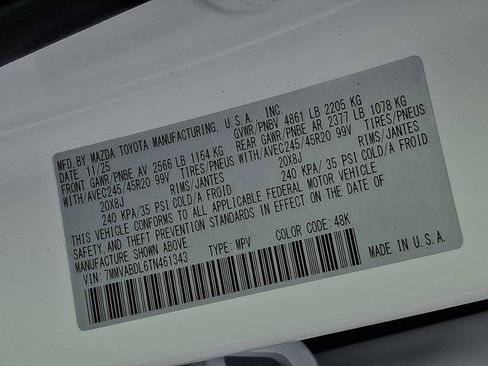 MFD. BY MAZDA TOYOTA MANUFACTURING, U.S.A. INC.
DATE 11/25 GVWR/PNBV 4861 LB 2205 KG
FRONT GAWR/PNBE AV 2566 LB 1164 KG REAR GAWR/PNBE AR 2377 LB 1078 KG
WITH/AVEC245/45R20 99V TIRES/PNEUS WITH/AVEC245/45R20 99V TIRES/PNEUS
20X8J RIMS/JANTES 20X8J RIMS/JANTES
240 KPA/ 35 PSI COLD/A FROID 240 KPA/ 35 PSI COLD/A FROID
THIS VEHICLE CONFORMS TO ALL APPLICABLE FEDERAL MOTOR VEHICLE
SAFETY, AND THEFT PREVENTION STANDARDS IN EFFECT ON THE DATE OF
MANUFACTURE SHOWN ABOVE.
VIN: 7MMVABDL6TN461343 TYPE: MPV COLOR CODE: 48K
MADE IN U.S.A.